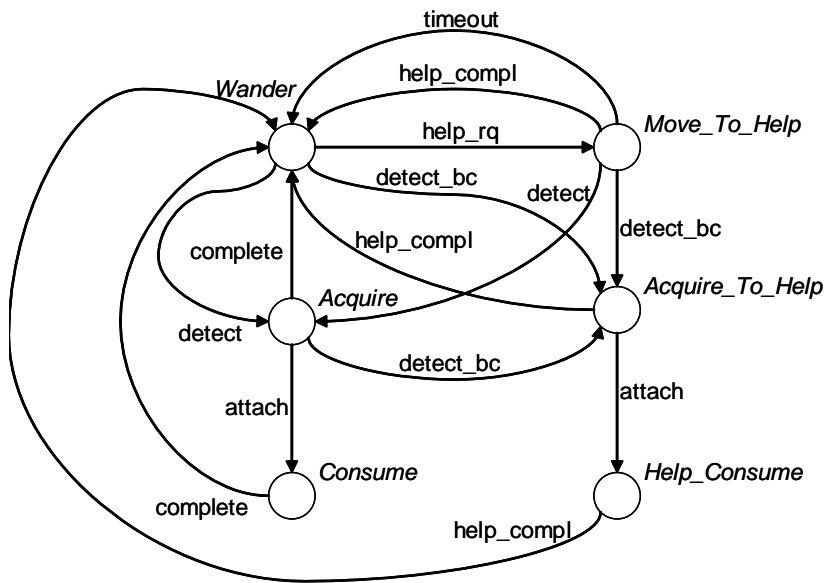 timeout
help_compl
Wander
help_rq
Move_To_Help
detect_bc
detect
detect_bc
complete
help_compl
Acquire
Acquire_To_Help
detect
detect_bc
attach
attach
Consume
Help_Consume
complete
help_compl